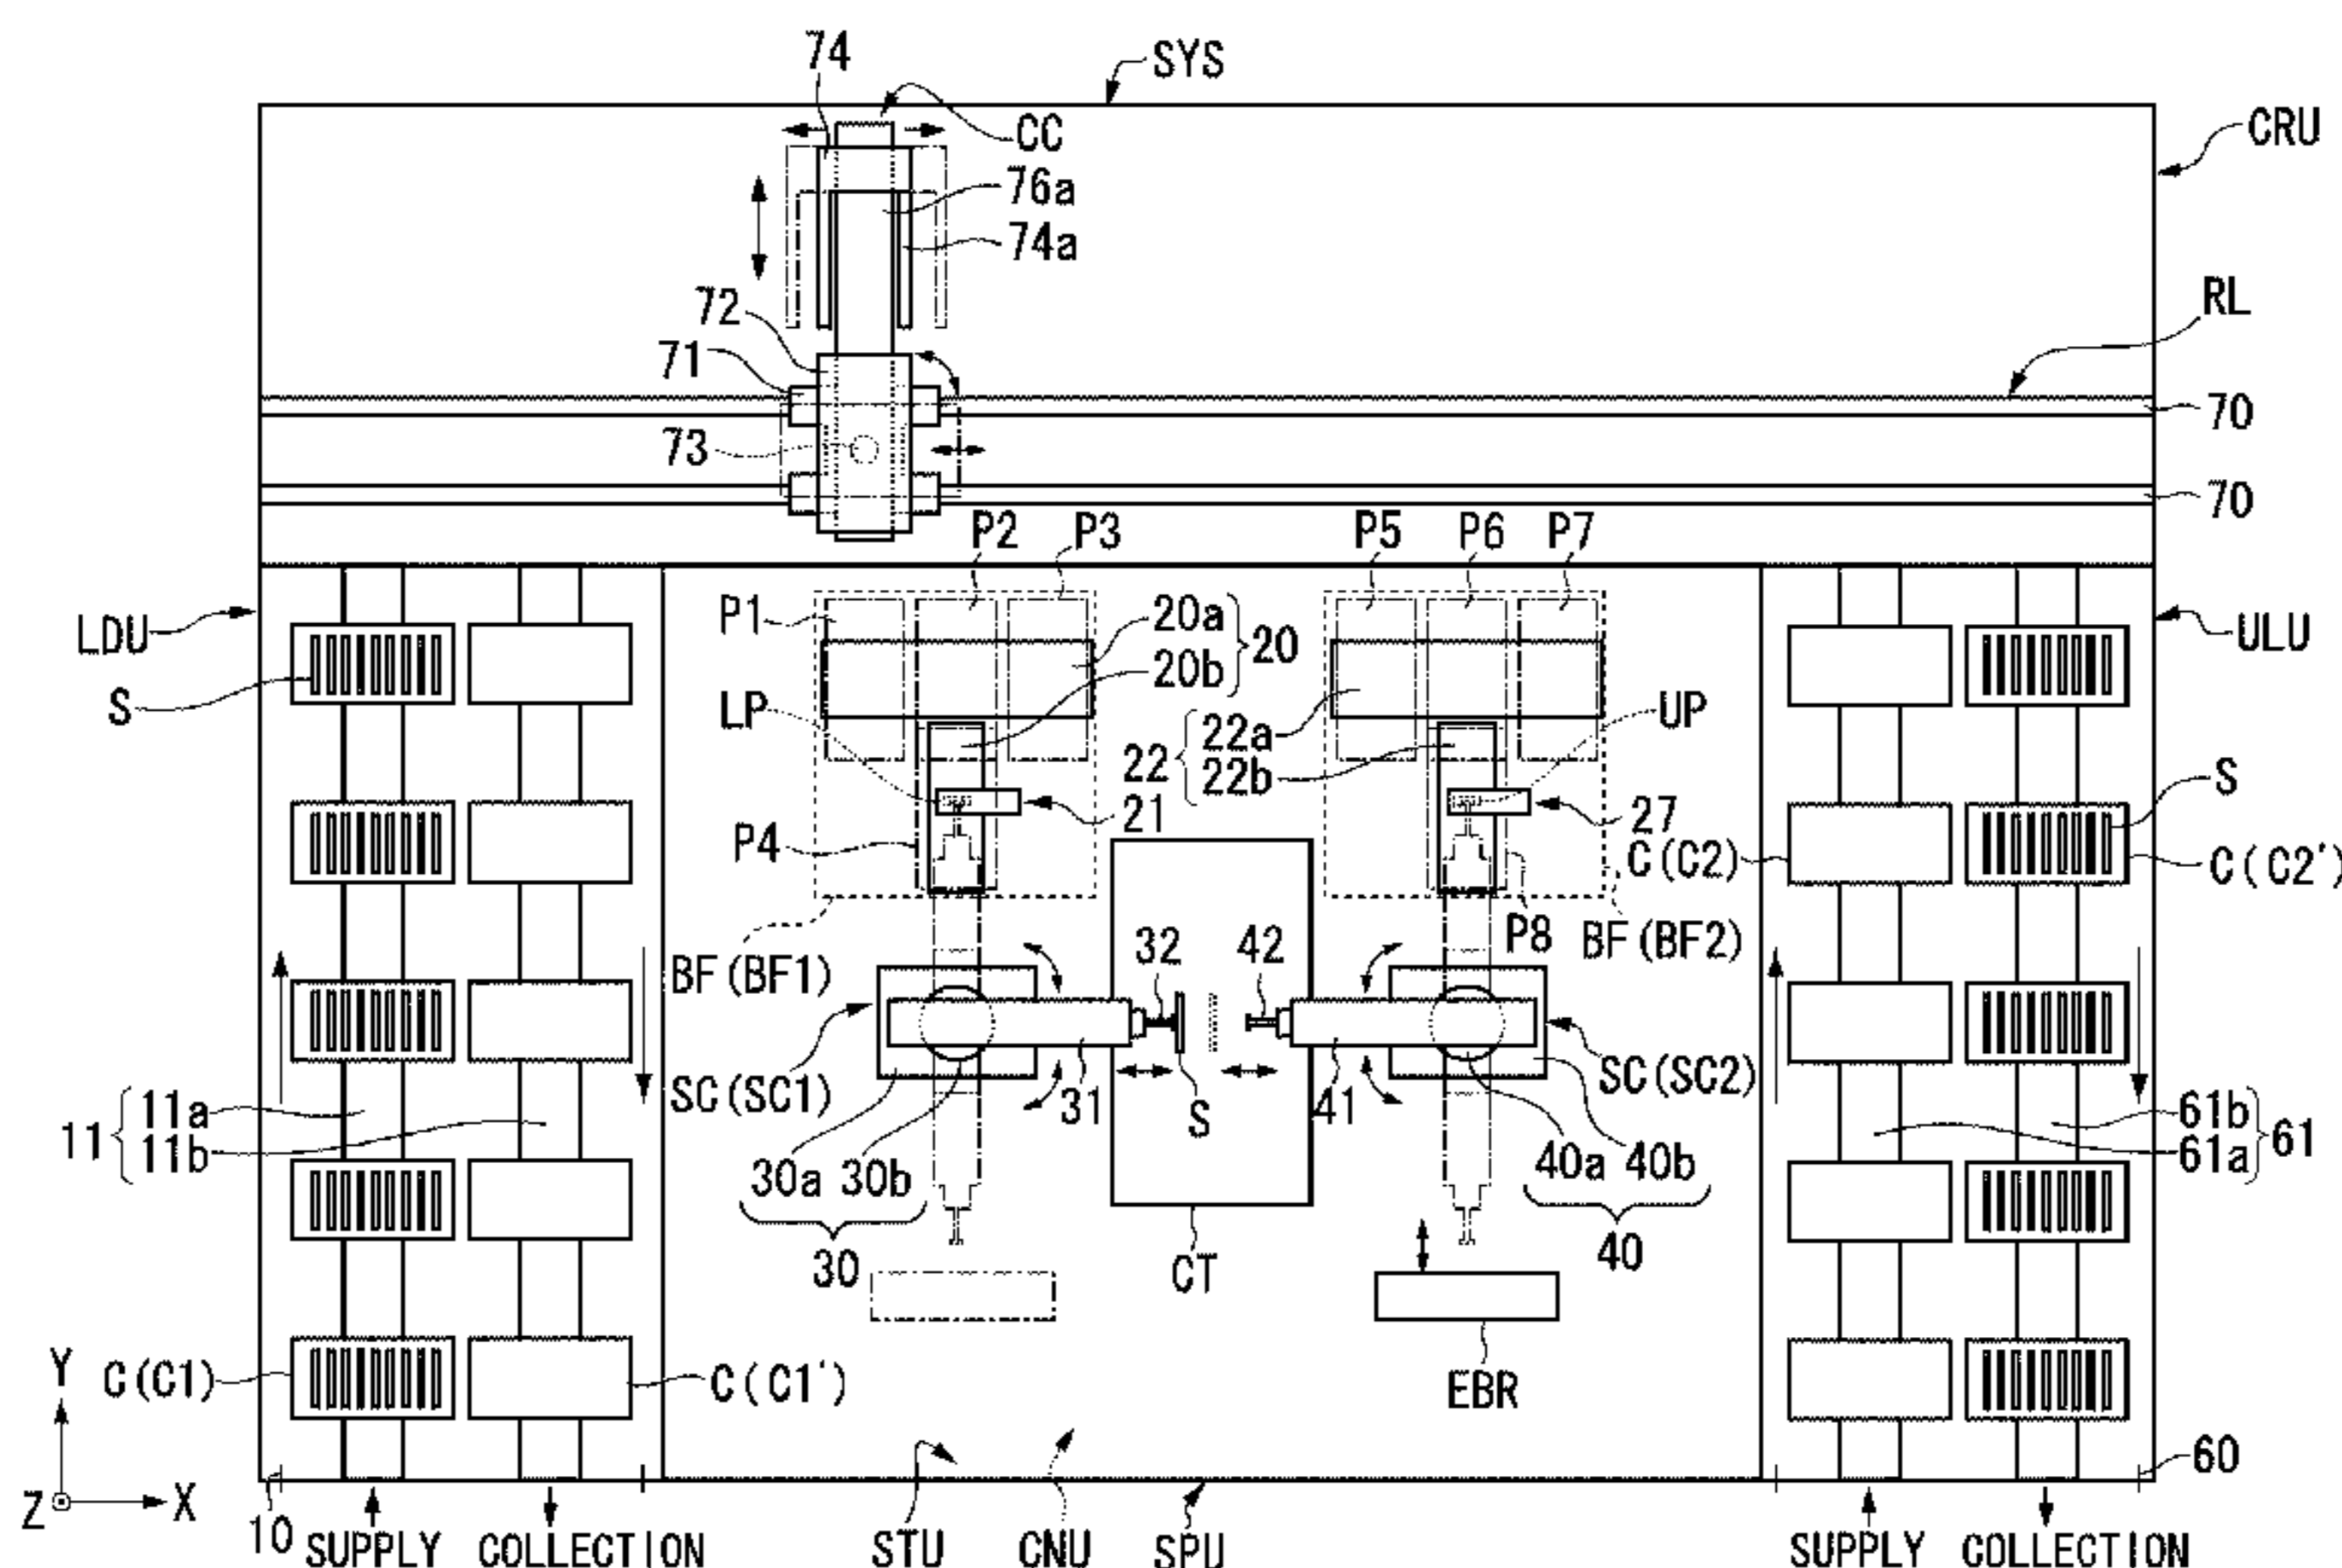 74
SYS
CC
CRU
76a
74a
72
RL
71
70
73
70
P2 P3 P5 P6 P7
P1
20a
20b
20
LDU
ULU
S
LP
22a
22b
22
UP
S
21
27
P4
C(C2)
C(C2')
P8
BF(BF1)
32
42
BF(BF2)
SC(SC1)
31
S
41
SC(SC2)
11a
11b
11
61b
61a
61
30a 30b
40a 40b
30
CT
40
C(C1)
C(C1')
EBR
Y
Z
X
10
60
SUPPLY COLLECTION
STU CNU SPU
SUPPLY COLLECTION